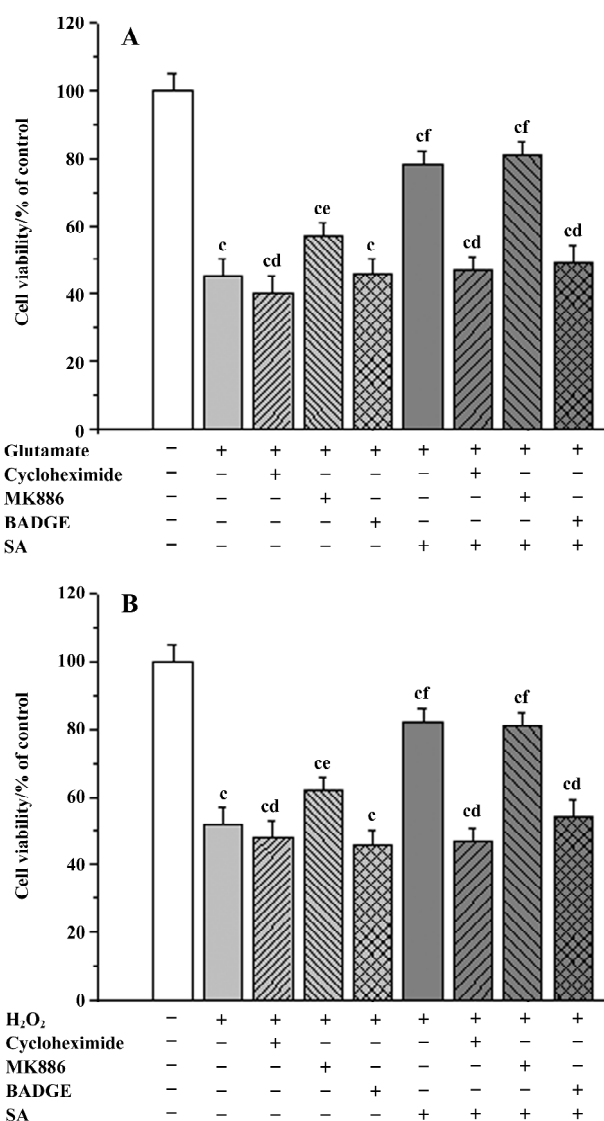 120
A
100
80
60
40
20
0
Cell viability/% of control
c
cd
ce
c
cf
cd
cf
cd
Glutamate − + + + + + + + +
Cycloheximide − − + − − − + − −
MK886 − − − + − − − + −
BADGE − − − − + − − − +
SA − − − − − + + + +
120
B
100
80
60
40
20
0
Cell viability/% of control
c
cd
ce
c
cf
cd
cf
cd
H₂O₂ − + + + + + + + +
Cycloheximide − − + − − − + − −
MK886 − − − + − − − + −
BADGE − − − − + − − − +
SA − − − − − + + + +